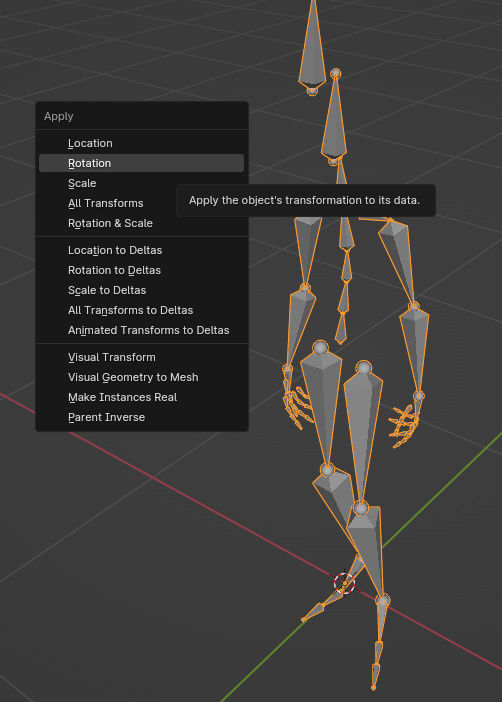 Apply
Location
Rotation
Scale
Apply the object's transformation to its data.
All Transforms
Rotation & Scale
Location to Deltas
Rotation to Deltas
Scale to Deltas
All Transforms to Deltas
Animated Transforms to Deltas
Visual Transform
Visual Geometry to Mesh
Make Instances Real
Parent Inverse